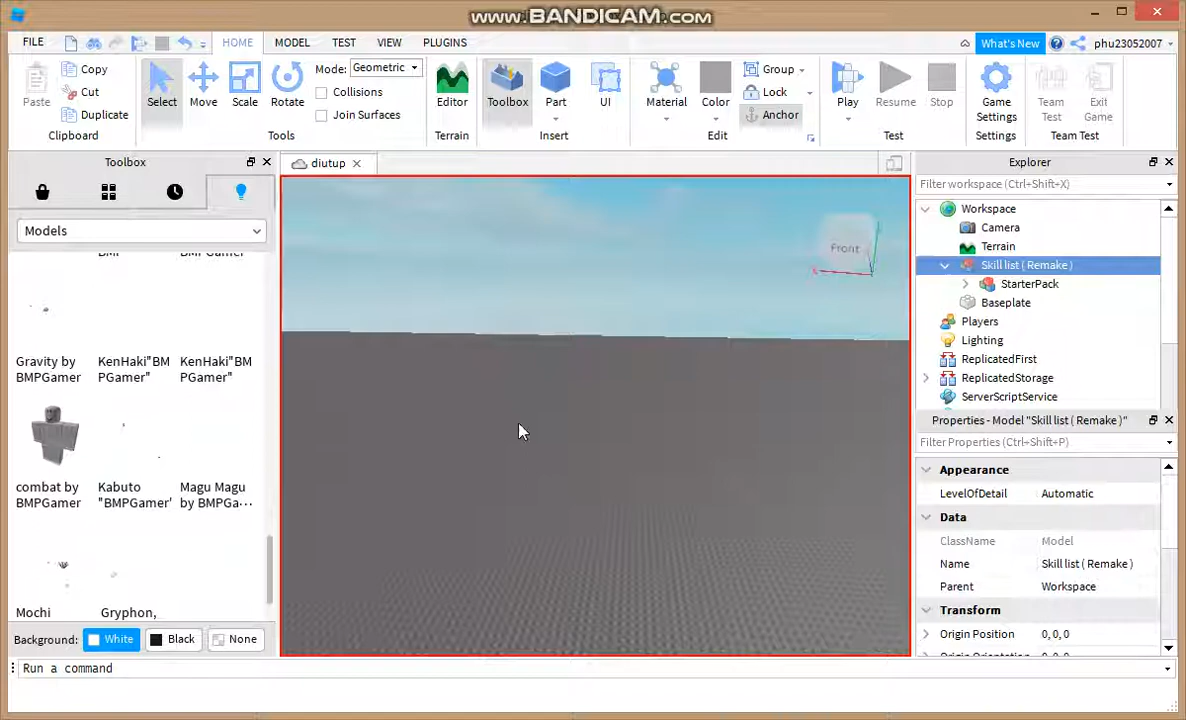 www.BANDICAM.com
FILE
HOME
MODEL
TEST
VIEW
PLUGINS
What's New
phu23052007
Paste
Copy
Cut
Duplicate
Clipboard
Select
Move
Scale
Rotate
Mode:
Geometric
Collisions
Join Surfaces
Tools
Editor
Terrain
Toolbox
Part
UI
Insert
Material
Color
Group
Lock
Anchor
Edit
Play
Resume
Stop
Test
Game
Settings
Settings
Team
Test
Exit
Game
Team Test
Toolbox
Models
Gravity by
BMPGamer
KenHaki"BM
PGamer"
KenHaki"BM
PGamer"
combat by
BMPGamer
Kabuto
"BMPGamer'
Magu Magu
by BMPGa···
Mochi
Gryphon,
Background:
White
Black
None
diutup
Front
Explorer
Filter workspace (Ctrl+Shift+X)
Workspace
Camera
Terrain
Skill list ( Remake )
StarterPack
Baseplate
Players
Lighting
ReplicatedFirst
ReplicatedStorage
ServerScriptService
Properties - Model "Skill list ( Remake )"
Filter Properties (Ctrl+Shift+P)
Appearance
LevelOfDetail
Automatic
Data
ClassName
Model
Name
Skill list ( Remake )
Parent
Workspace
Transform
Origin Position
0, 0, 0
Run a command